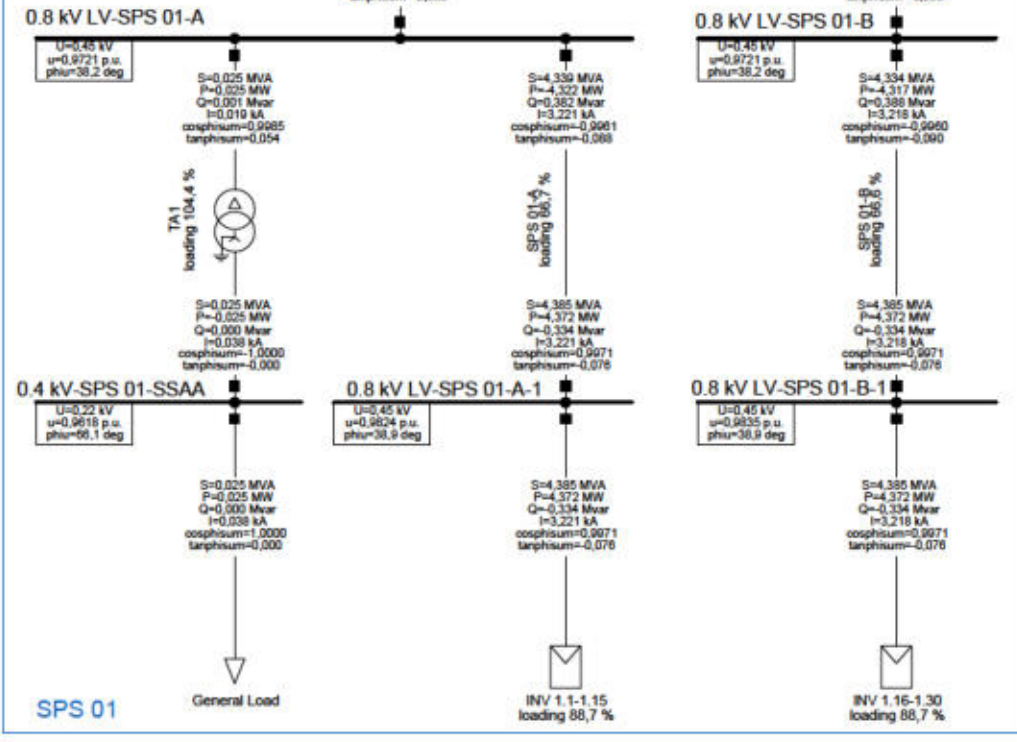 0.8 kV LV-SPS 01-A
U=0,45 kV
u=0,9721 p.u.
phiu=38,2 deg
0.8 kV LV-SPS 01-B
U=0,45 kV
u=0,9721 p.u.
phiu=38,2 deg
S=0,025 MVA
P=0,025 MW
Q=0,001 Mvar
I=0,019 kA
cosphisum=0,9985
tanphisum=0,054
S=4,339 MVA
P=-4,322 MW
Q=0,382 Mvar
I=3,221 kA
cosphisum=-0,9961
tanphisum=-0,088
S=4,334 MVA
P=-4,317 MW
Q=0,388 Mvar
I=3,218 kA
cosphisum=-0,9960
tanphisum=-0,090
TA1
loading 104,4 %
SPS 01-A
loading 66,7 %
SPS 01-B
loading 66,6 %
S=0,025 MVA
P=-0,025 MW
Q=0,000 Mvar
I=0,038 kA
cosphisum=-1,0000
tanphisum=-0,000
S=4,385 MVA
P=4,372 MW
Q=-0,334 Mvar
I=3,221 kA
cosphisum=0,9971
tanphisum=-0,076
S=4,385 MVA
P=4,372 MW
Q=-0,334 Mvar
I=3,218 kA
cosphisum=0,9971
tanphisum=-0,076
0.4 kV-SPS 01-SSAA
U=0,22 kV
u=0,9618 p.u.
phiu=66,1 deg
0.8 kV LV-SPS 01-A-1
U=0,45 kV
u=0,9824 p.u.
phiu=38,9 deg
0.8 kV LV-SPS 01-B-1
U=0,45 kV
u=0,9835 p.u.
phiu=38,9 deg
S=0,025 MVA
P=0,025 MW
Q=0,000 Mvar
I=0,038 kA
cosphisum=1,0000
tanphisum=0,000
S=4,385 MVA
P=4,372 MW
Q=-0,334 Mvar
I=3,221 kA
cosphisum=0,9971
tanphisum=-0,076
S=4,385 MVA
P=4,372 MW
Q=-0,334 Mvar
I=3,218 kA
cosphisum=0,9971
tanphisum=-0,076
General Load
INV 1.1-1.15
loading 88,7 %
INV 1.16-1.30
loading 88,7 %
SPS 01